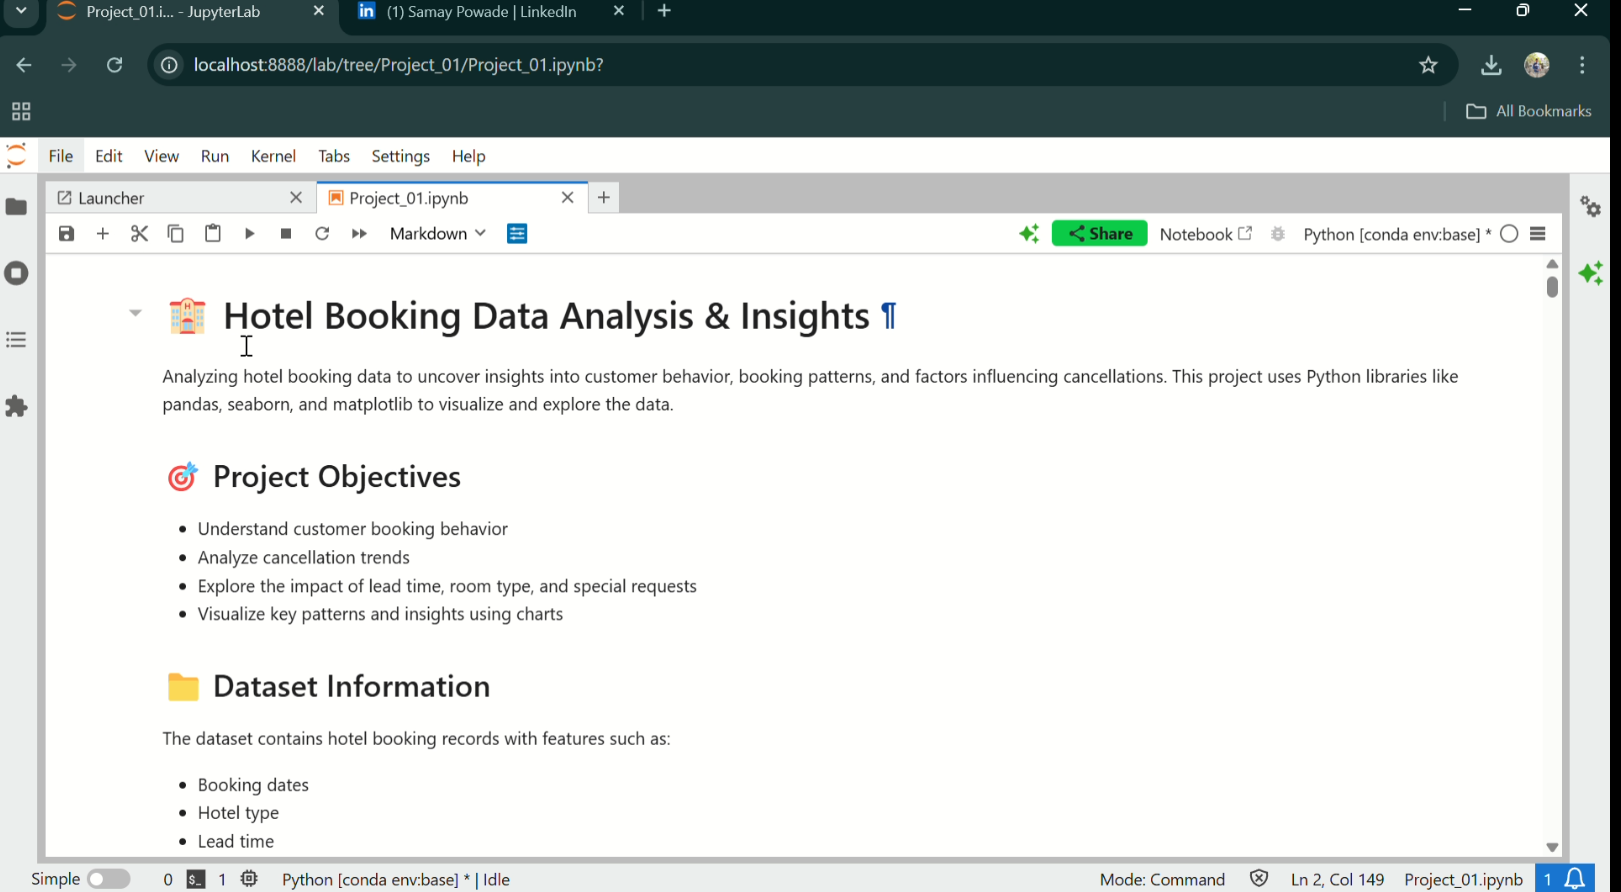 Project_01.i... - JupyterLab
(1) Samay Powade | LinkedIn
localhost:8888/lab/tree/Project_01/Project_01.ipynb?
All Bookmarks
File Edit View Run Kernel Tabs Settings Help
Launcher
Project_01.ipynb
Markdown
Share
Notebook
Python [conda env:base] *
Hotel Booking Data Analysis & Insights ¶
Analyzing hotel booking data to uncover insights into customer behavior, booking patterns, and factors influencing cancellations. This project uses Python libraries like
pandas, seaborn, and matplotlib to visualize and explore the data.
Project Objectives
• Understand customer booking behavior
• Analyze cancellation trends
• Explore the impact of lead time, room type, and special requests
• Visualize key patterns and insights using charts
Dataset Information
The dataset contains hotel booking records with features such as:
• Booking dates
• Hotel type
• Lead time
Simple 0 1 Python [conda env:base] * | Idle Mode: Command Ln 2, Col 149 Project_01.ipynb 1